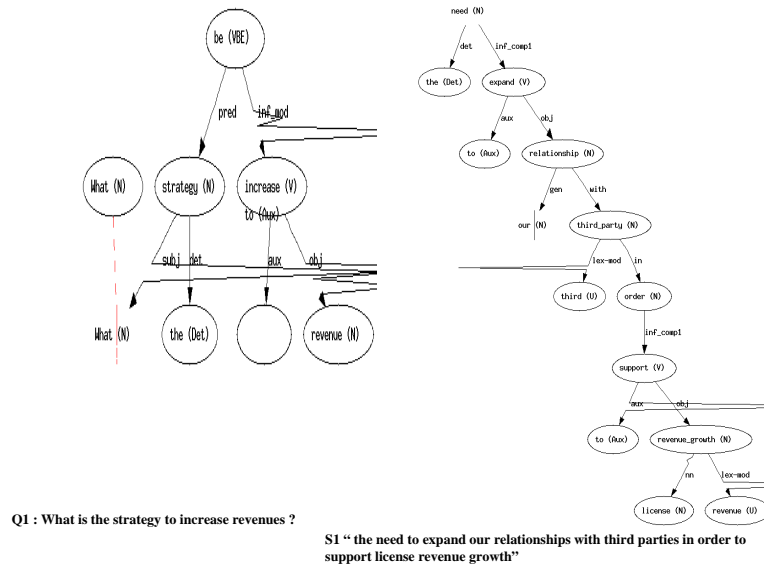 need (N)
be (VBE)
det
inf_comp1
the (Det)
expand (V)
pred
inf_mod
aux
obj
to (Aux)
relationship (N)
What (N)
strategy (N)
increase (V)
to (Aux)
gen
with
our (N)
third_party (N)
subj
det
aux
obj
lex-mod
in
third (U)
order (N)
What (N)
the (Det)
revenue (N)
inf_comp1
support (V)
aux
obj
to (Aux)
revenue_growth (N)
nn
lex-mod
license (N)
revenue (U)
Q1 : What is the strategy to increase revenues ?
S1 “ the need to expand our relationships with third parties in order to
support license revenue growth”